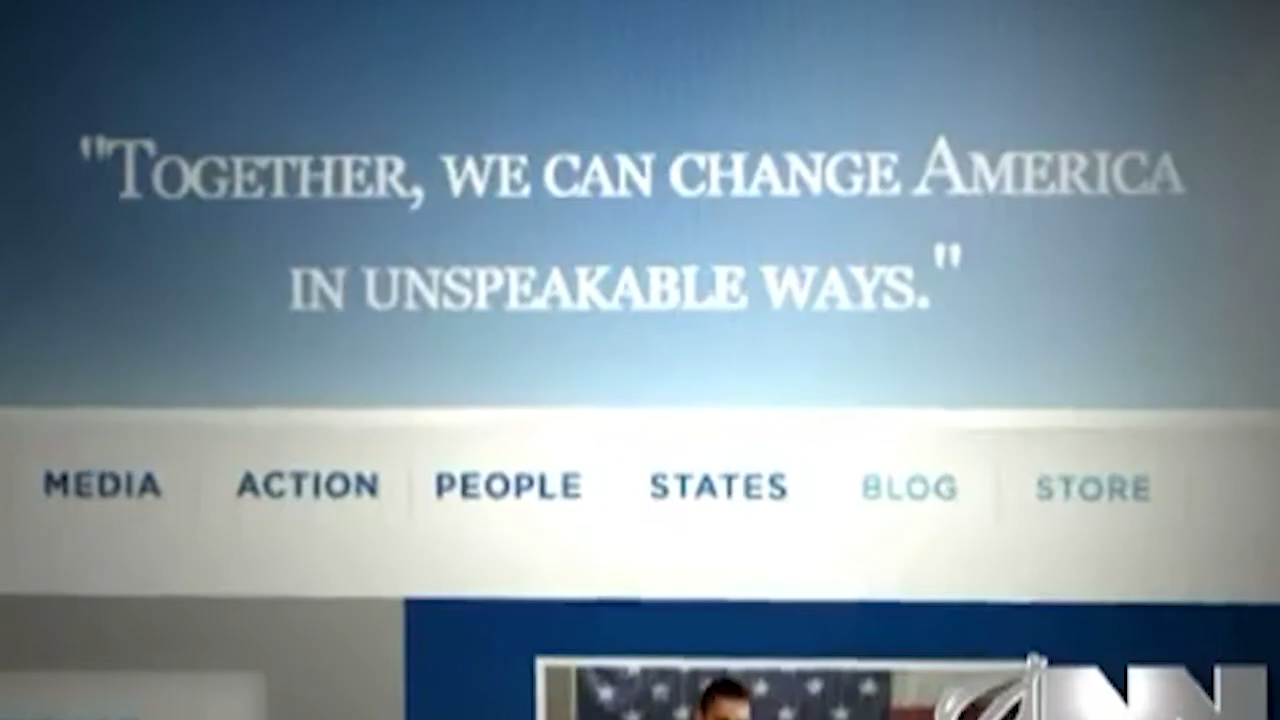 "TOGETHER, WE CAN CHANGE AMERICA
IN UNSPEAKABLE WAYS."
MEDIA ACTION PEOPLE STATES BLOG STORE